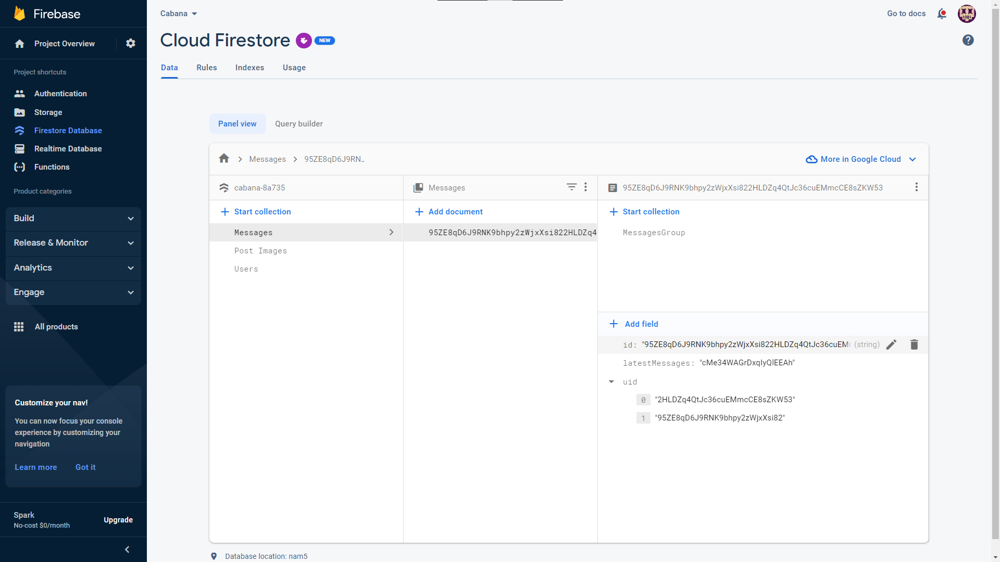 Firebase
Project Overview
Project shortcuts
Authentication
Storage
Firestore Database
Realtime Database
Functions
Product categories
Build
Release & Monitor
Analytics
Engage
All products
Customize your nav!
You can now focus your console
experience by customizing your
navigation
Learn more Got it
Spark
No-cost $0/month
Upgrade
Cabana
Go to docs
Cloud Firestore NEW
Data Rules Indexes Usage
Panel view Query builder
Messages 95ZE8qD6J9RN..
More in Google Cloud
cabana-8a735
Start collection
Messages
Post Images
Users
Messages
Add document
95ZE8qD6J9RNK9bhpy2zWjxXsi822HLDZq4
95ZE8qD6J9RNK9bhpy2zWjxXsi822HLDZq4QtJc36cuEMmcCE8sZKW53
Start collection
MessagesGroup
Add field
id: "95ZE8qD6J9RNK9bhpy2zWjxXsi822HLDZq4QtJc36cuEM (string)
latestMessages: "cMe34WAGrDxqIyQlEEAh"
uid
0 "2HLDZq4QtJc36cuEMmcCE8sZKW53"
1 "95ZE8qD6J9RNK9bhpy2zWjxXsi82"
Database location: nam5